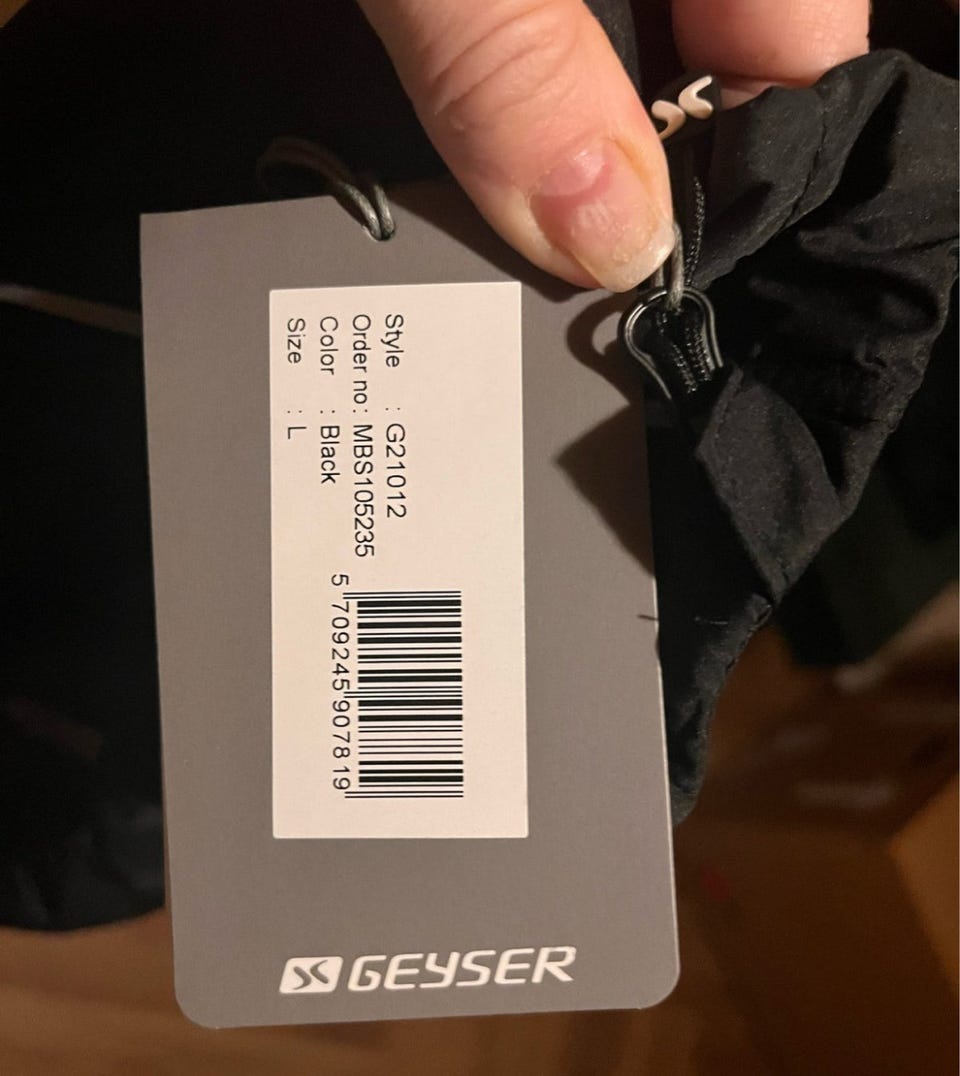 Style : G21012
Order no: MBS105235
Color : Black
Size : L
5 709245 907819
GEYSER